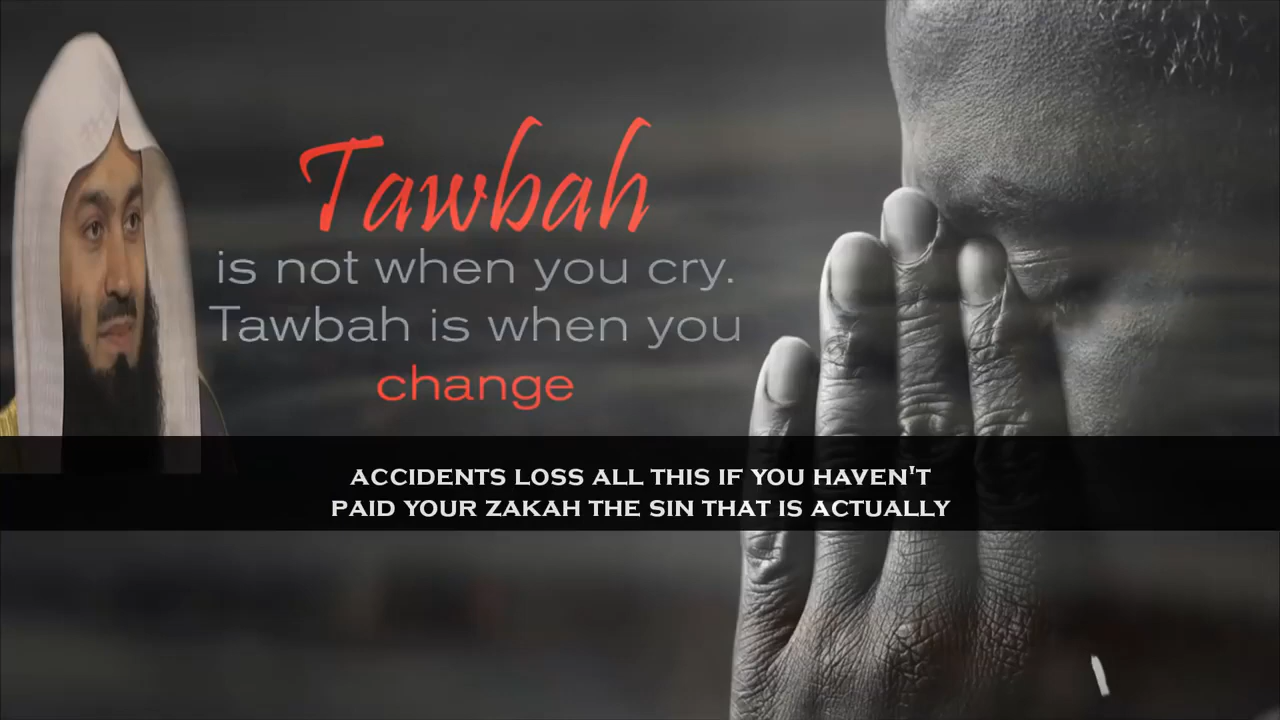 Tawbah
is not when you cry.
Tawbah is when you
change
ACCIDENTS LOSS ALL THIS IF YOU HAVEN'T
PAID YOUR ZAKAH THE SIN THAT IS ACTUALLY